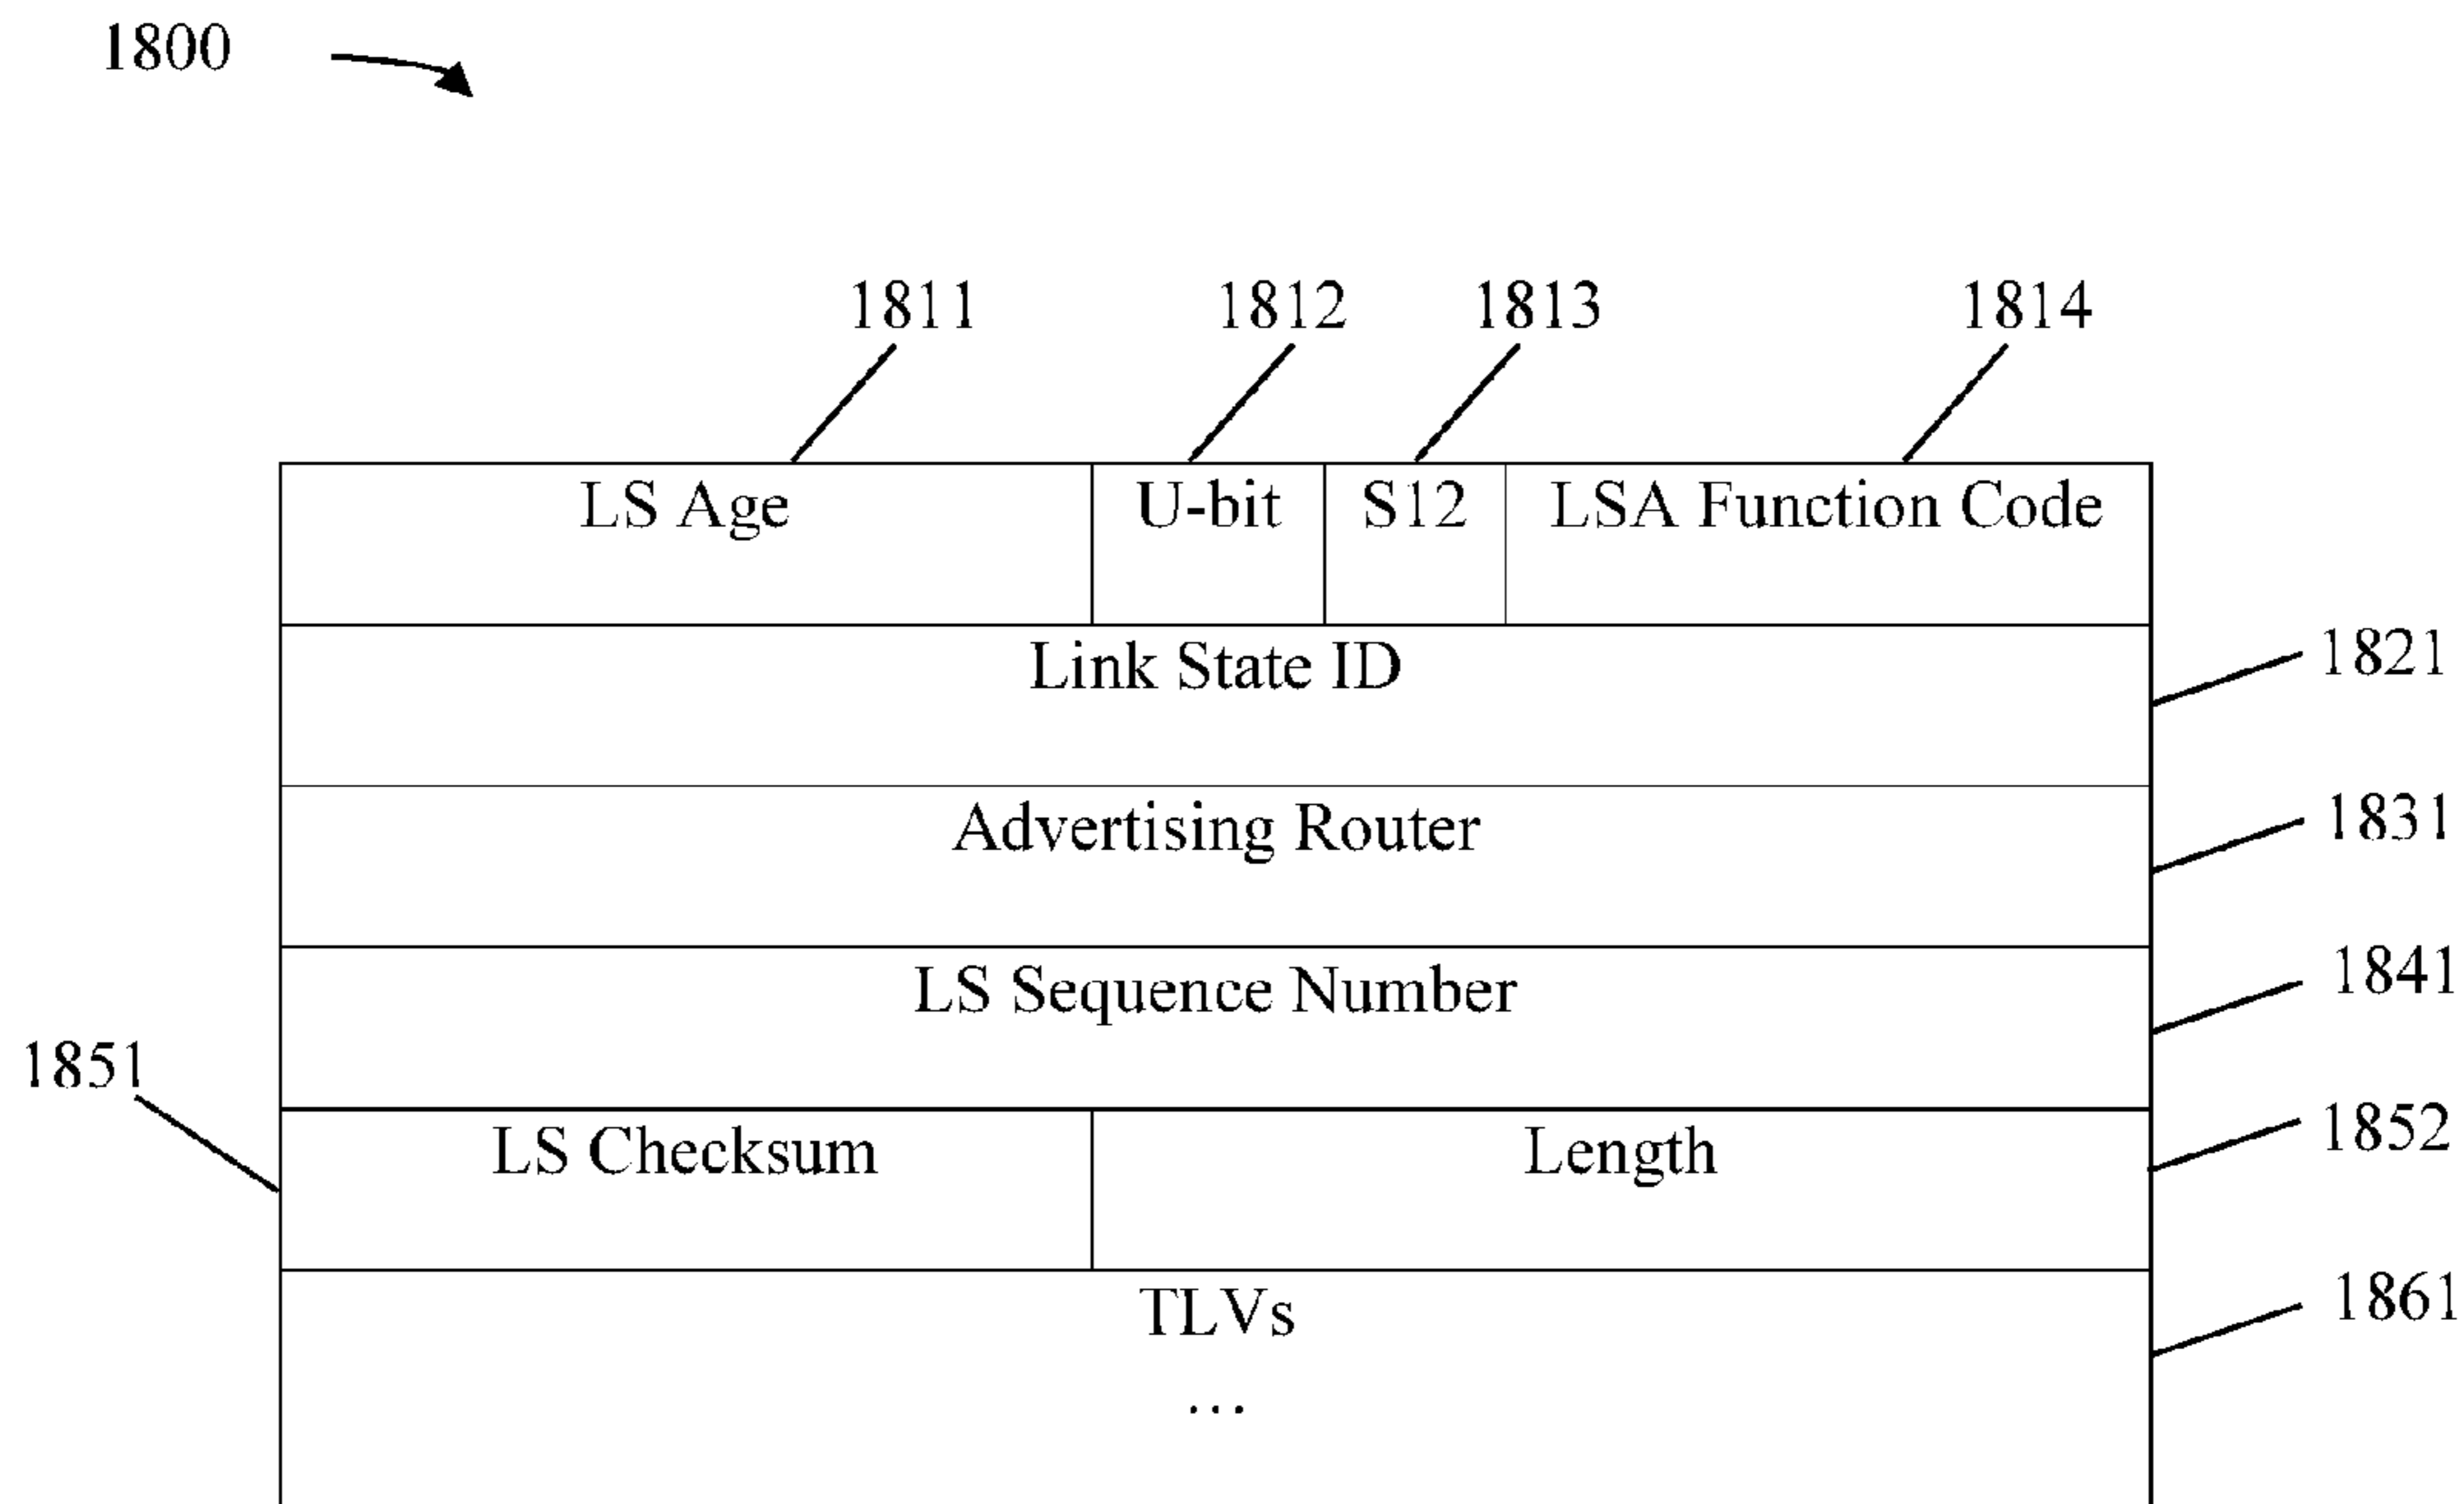 1800
1811 1812 1813 1814
LS Age U-bit S12 LSA Function Code
Link State ID 1821
Advertising Router 1831
LS Sequence Number 1841
1851
LS Checksum Length 1852
TLVs 1861
...